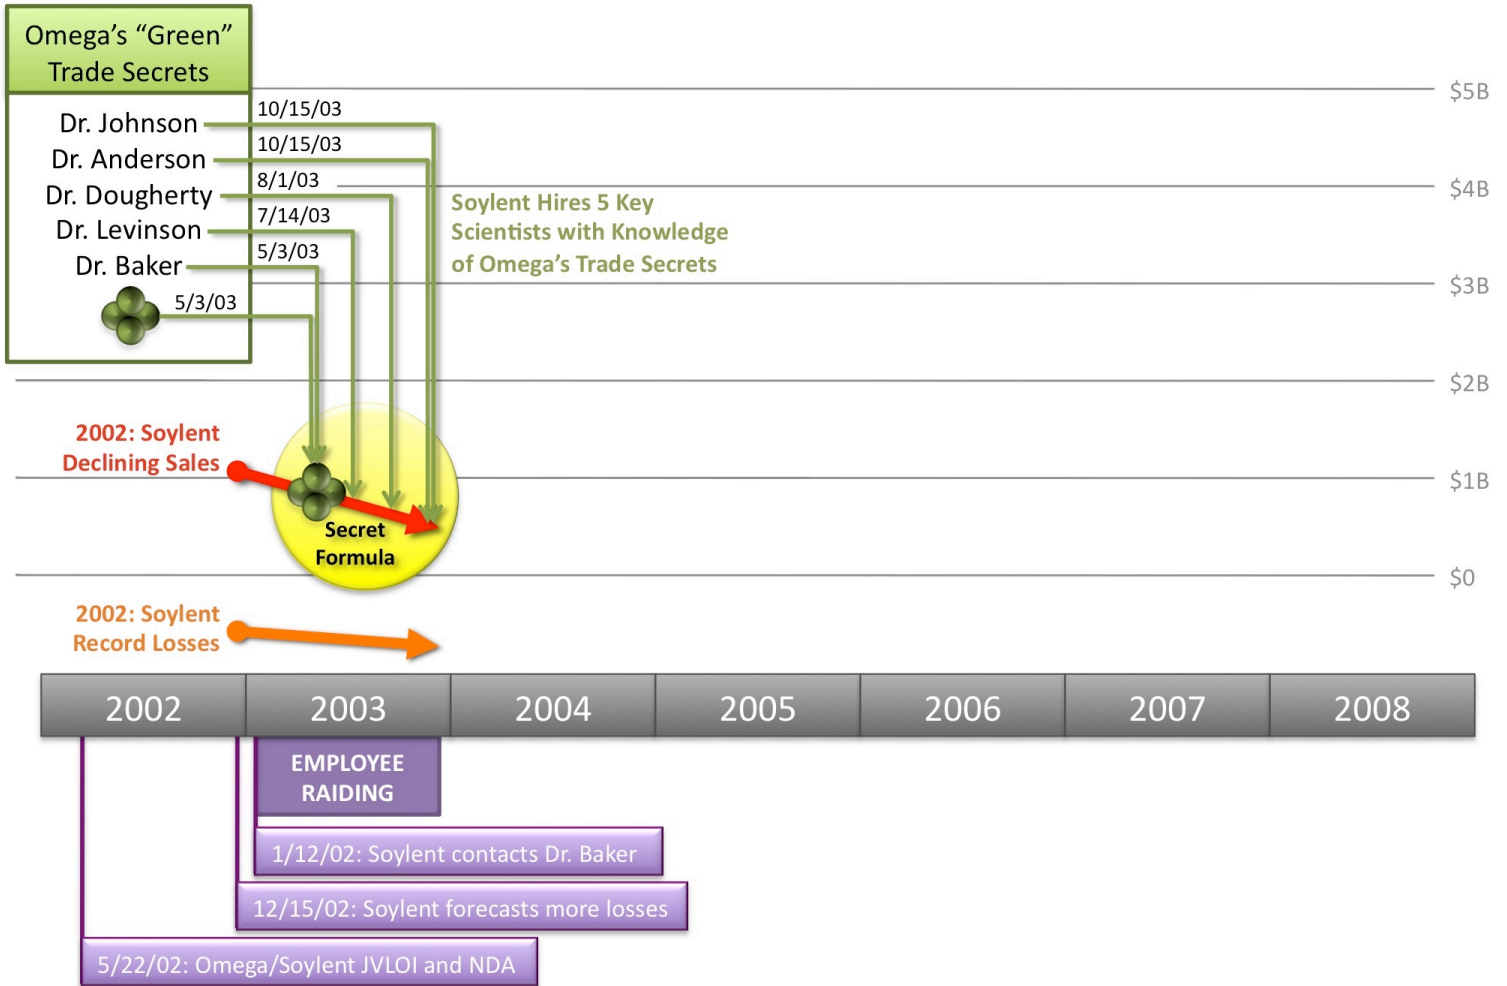 Omega’s “Green”
Trade Secrets
Dr. Johnson
10/15/03
Dr. Anderson
10/15/03
Dr. Dougherty
8/1/03
Dr. Levinson
7/14/03
Dr. Baker
5/3/03
5/3/03
Soylent Hires 5 Key
Scientists with Knowledge
of Omega’s Trade Secrets
$5B
$4B
$3B
$2B
$1B
$0
2002: Soylent
Declining Sales
Secret
Formula
2002: Soylent
Record Losses
2002 2003 2004 2005 2006 2007 2008
EMPLOYEE
RAIDING
1/12/02: Soylent contacts Dr. Baker
12/15/02: Soylent forecasts more losses
5/22/02: Omega/Soylent JVLOI and NDA